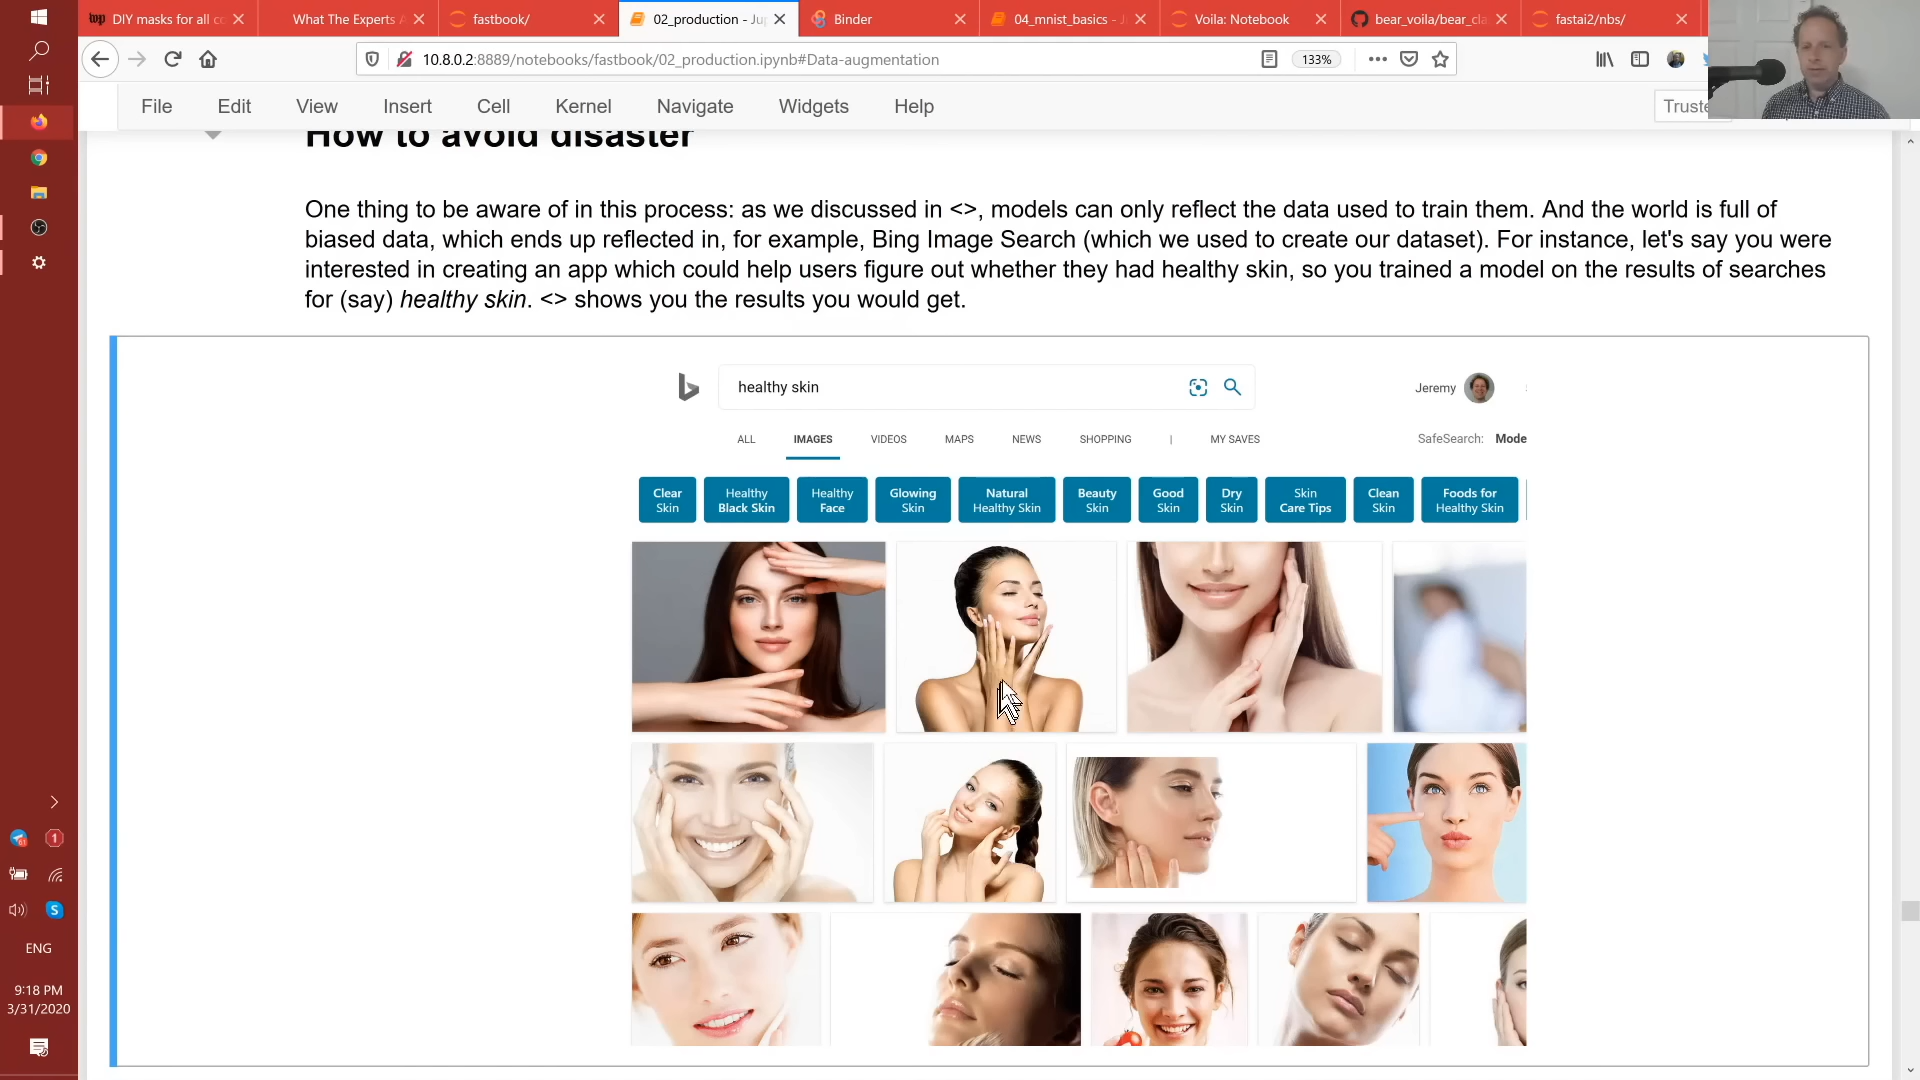 DIY masks for all co
What The Experts A
fastbook/
02_production - Jup
Binder
04_mnist_basics - J
Voila: Notebook
bear_voila/bear_cla
fastai2/nbs/
10.8.0.2:8889/notebooks/fastbook/02_production.ipynb#Data-augmentation
133%
File Edit View Insert Cell Kernel Navigate Widgets Help
Truste
How to avoid disaster
One thing to be aware of in this process: as we discussed in <>, models can only reflect the data used to train them. And the world is full of
biased data, which ends up reflected in, for example, Bing Image Search (which we used to create our dataset). For instance, let's say you were
interested in creating an app which could help users figure out whether they had healthy skin, so you trained a model on the results of searches
for (say) healthy skin. <> shows you the results you would get.
healthy skin
Jeremy
ALL IMAGES VIDEOS MAPS NEWS SHOPPING | MY SAVES
SafeSearch: Mode
Clear
Skin
Healthy
Black Skin
Healthy
Face
Glowing
Skin
Natural
Healthy Skin
Beauty
Skin
Good
Skin
Dry
Skin
Skin
Care Tips
Clean
Skin
Foods for
Healthy Skin
ENG
9:18 PM
3/31/2020